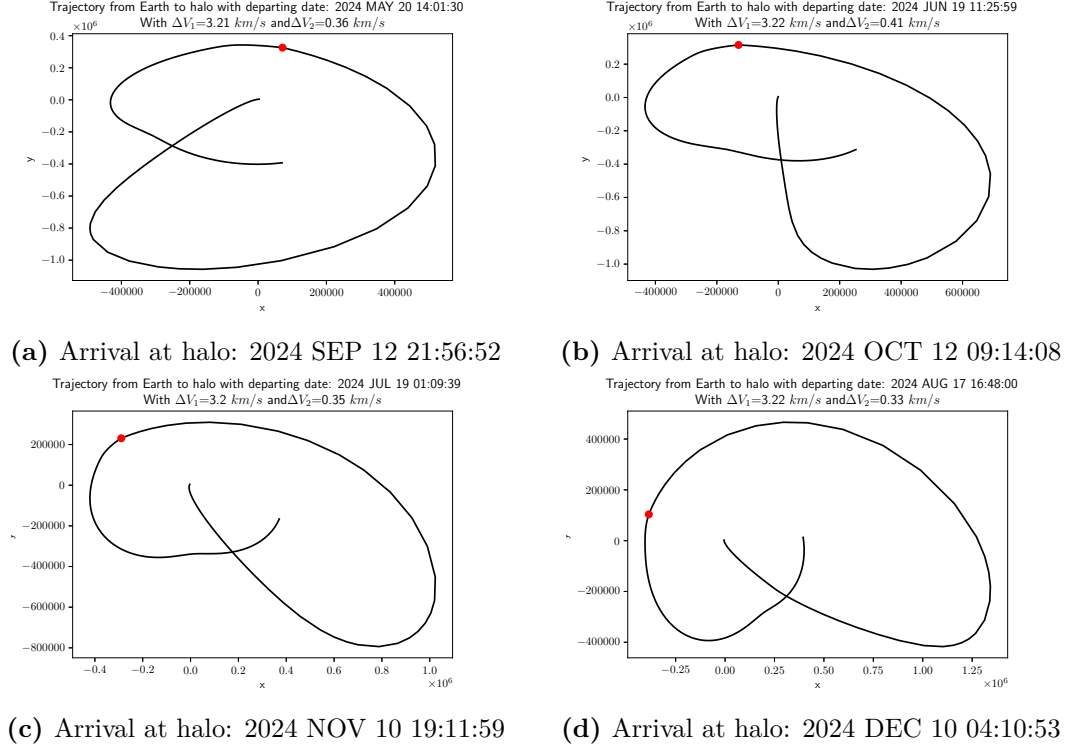 Trajectory from Earth to halo with departing date: 2024 MAY 20 14:01:30
With ΔV₁=3.21 km/s andΔV₂=0.36 km/s
×10⁶
0.4
0.2
0.0
−0.2
−0.4
−0.6
−0.8
−1.0
y
−400000 −200000 0 200000 400000
x
(a) Arrival at halo: 2024 SEP 12 21:56:52
Trajectory from Earth to halo with departing date: 2024 JUN 19 11:25:59
With ΔV₁=3.22 km/s andΔV₂=0.41 km/s
×10⁶
0.2
0.0
−0.2
−0.4
−0.6
−0.8
−1.0
y
−400000 −200000 0 200000 400000 600000
x
(b) Arrival at halo: 2024 OCT 12 09:14:08
Trajectory from Earth to halo with departing date: 2024 JUL 19 01:09:39
With ΔV₁=3.2 km/s andΔV₂=0.35 km/s
200000
0
−200000
−400000
−600000
−800000
−0.4 −0.2 0.0 0.2 0.4 0.6 0.8 1.0
x
×10⁶
(c) Arrival at halo: 2024 NOV 10 19:11:59
Trajectory from Earth to halo with departing date: 2024 AUG 17 16:48:00
With ΔV₁=3.22 km/s andΔV₂=0.33 km/s
400000
200000
0
−200000
−400000
−0.25 0.00 0.25 0.50 0.75 1.00 1.25
x
×10⁶
(d) Arrival at halo: 2024 DEC 10 04:10:53